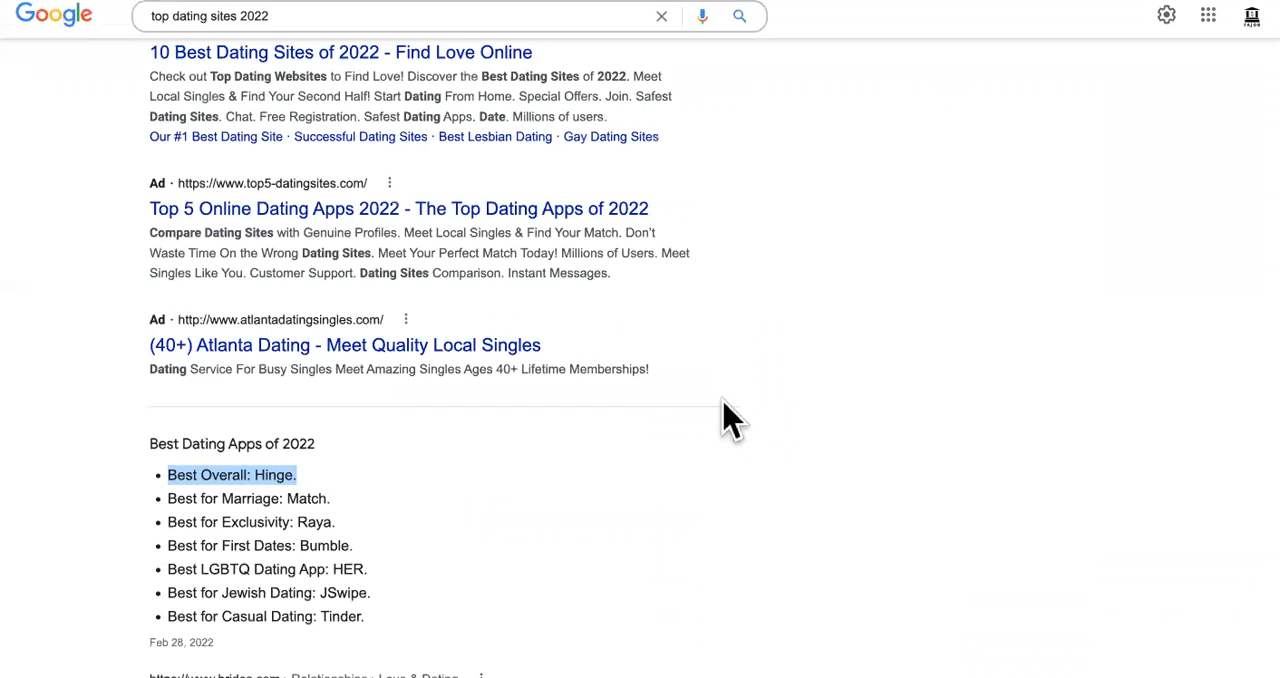 Google
top dating sites 2022
10 Best Dating Sites of 2022 - Find Love Online
Check out Top Dating Websites to Find Love! Discover the Best Dating Sites of 2022. Meet
Local Singles & Find Your Second Half! Start Dating From Home. Special Offers. Join. Safest
Dating Sites. Chat. Free Registration. Safest Dating Apps. Date. Millions of users.
Our #1 Best Dating Site · Successful Dating Sites · Best Lesbian Dating · Gay Dating Sites
Ad · https://www.top5-datingsites.com/
Top 5 Online Dating Apps 2022 - The Top Dating Apps of 2022
Compare Dating Sites with Genuine Profiles. Meet Local Singles & Find Your Match. Don't
Waste Time On the Wrong Dating Sites. Meet Your Perfect Match Today! Millions of Users. Meet
Singles Like You. Customer Support. Dating Sites Comparison. Instant Messages.
Ad · http://www.atlantadatingsingles.com/
(40+) Atlanta Dating - Meet Quality Local Singles
Dating Service For Busy Singles Meet Amazing Singles Ages 40+ Lifetime Memberships!
Best Dating Apps of 2022
• Best Overall: Hinge.
• Best for Marriage: Match.
• Best for Exclusivity: Raya.
• Best for First Dates: Bumble.
• Best LGBTQ Dating App: HER.
• Best for Jewish Dating: JSwipe.
• Best for Casual Dating: Tinder.
Feb 28, 2022
https://www.brides.com · Relationships · Love & Dating